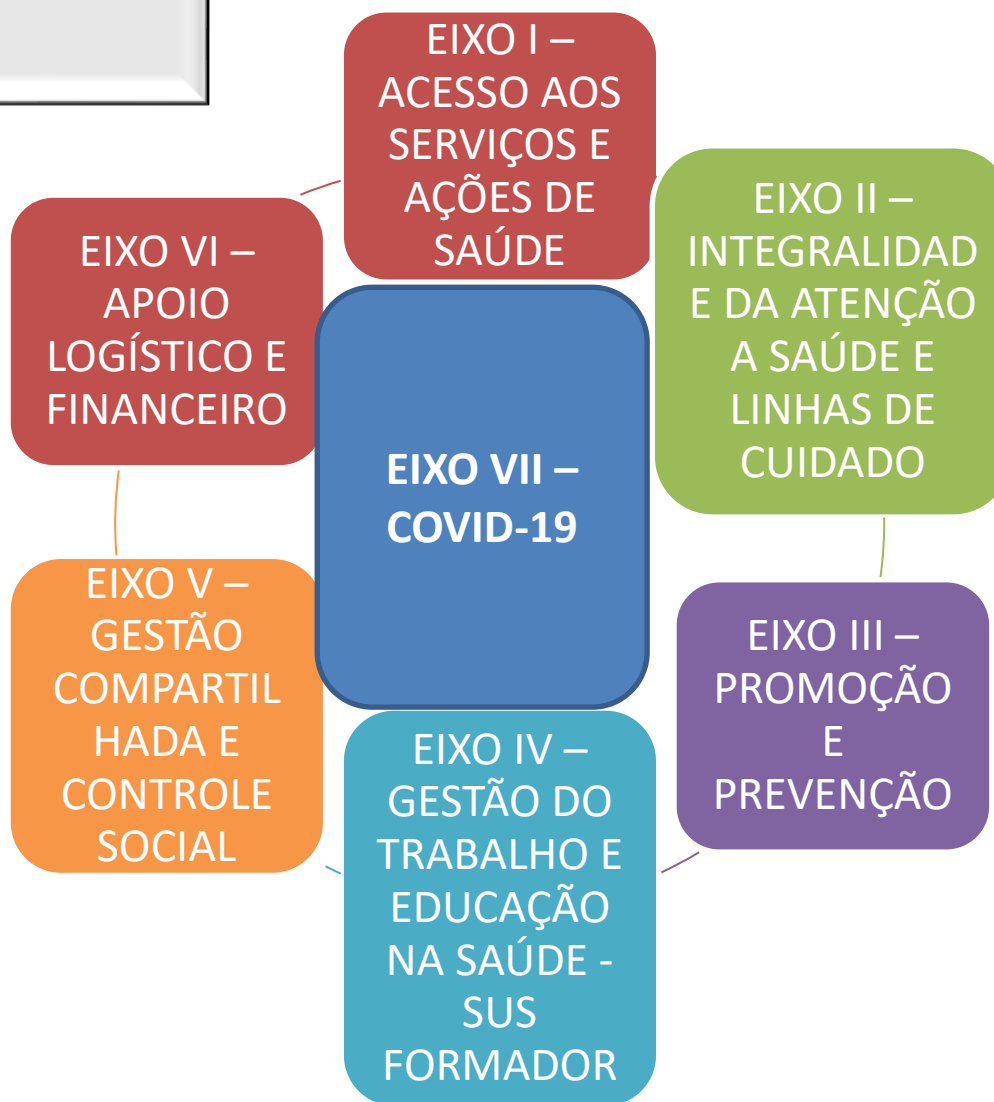 EIXO I –
ACESSO AOS
SERVIÇOS E
AÇÕES DE
SAÚDE
EIXO II –
INTEGRALIDAD
E DA ATENÇÃO
A SAÚDE E
LINHAS DE
CUIDADO
EIXO III –
PROMOÇÃO
E
PREVENÇÃO
EIXO IV –
GESTÃO DO
TRABALHO E
EDUCAÇÃO
NA SAÚDE -
SUS
FORMADOR
EIXO V –
GESTÃO
COMPARTIL
HADA E
CONTROLE
SOCIAL
EIXO VI –
APOIO
LOGÍSTICO E
FINANCEIRO
EIXO VII –
COVID-19